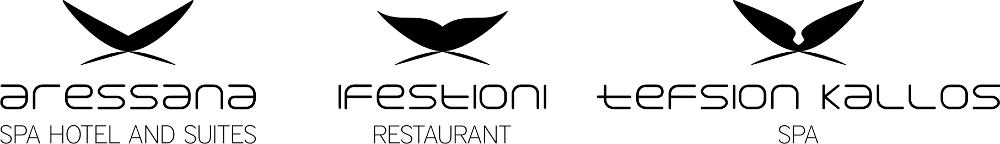 aressana
SPA HOTEL AND SUITES
ifestioni
RESTAURANT
tefsion kallos
SPA